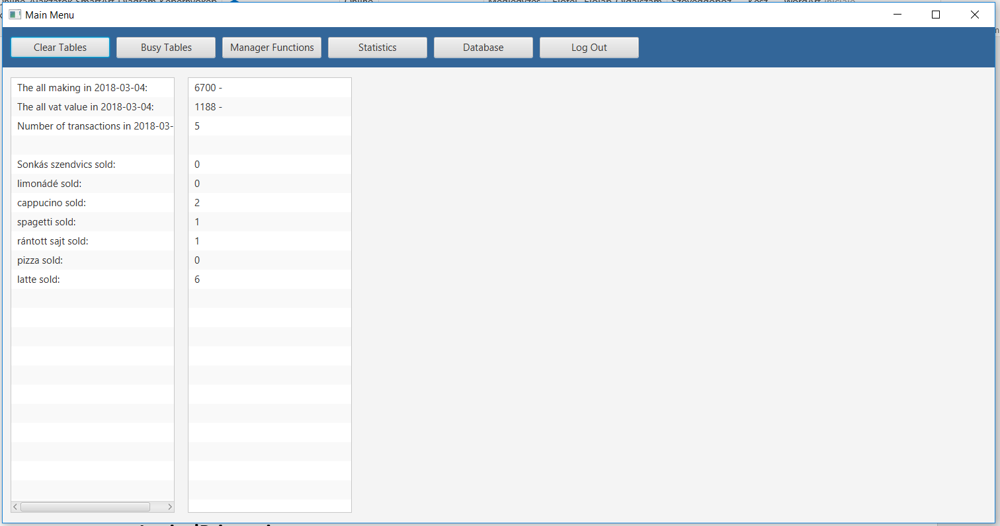 Main Menu
Clear Tables Busy Tables Manager Functions Statistics Database Log Out
The all making in 2018-03-04: 6700 -
The all vat value in 2018-03-04: 1188 -
Number of transactions in 2018-03- 5
Sonkás szendvics sold: 0
limonádé sold: 0
cappucino sold: 2
spagetti sold: 1
rántott sajt sold: 1
pizza sold: 0
latte sold: 6